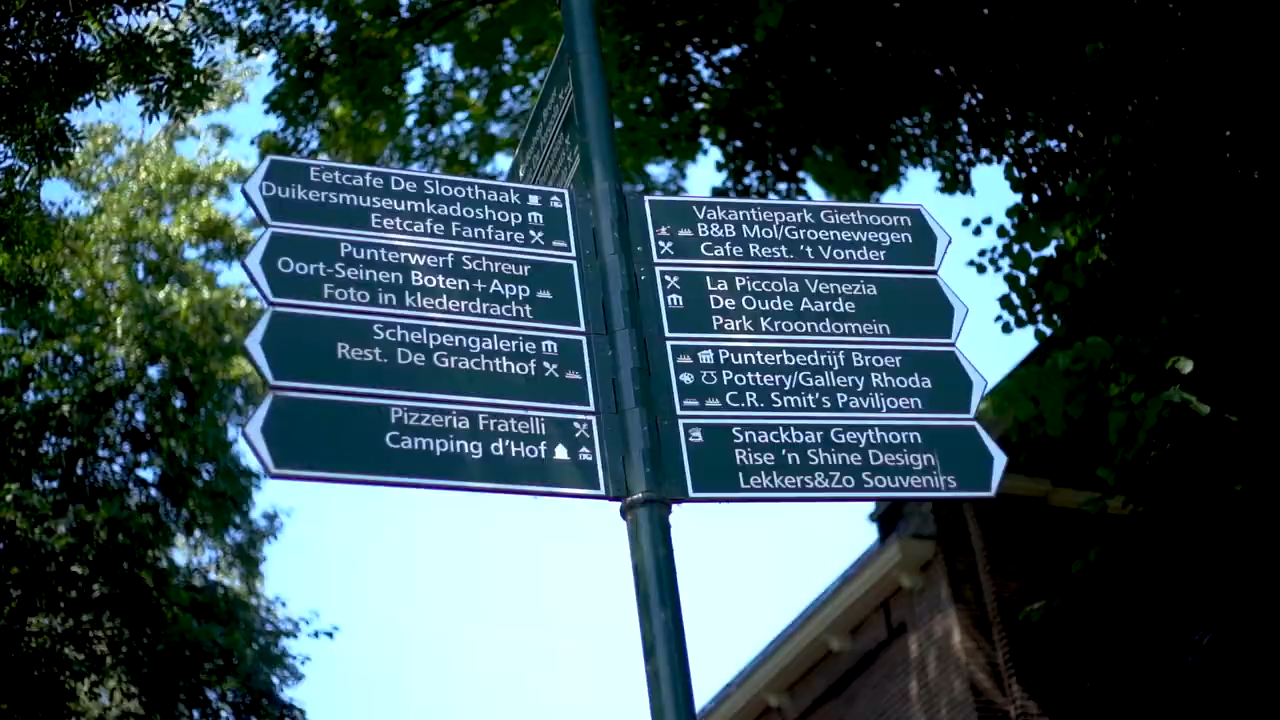 Eetcafe De Sloothaak
Duikersmuseumkadoshop
Eetcafe Fanfare
Punterwerf Schreur
Oort-Seinen Boten+App
Foto in klederdracht
Schelpengalerie
Rest. De Grachthof
Pizzeria Fratelli
Camping d'Hof
Vakantiepark Giethoorn
B&B Mol/Groenewegen
Cafe Rest. 't Vonder
La Piccola Venezia
De Oude Aarde
Park Kroondomein
Punterbedrijf Broer
Pottery/Gallery Rhoda
C.R. Smit's Paviljoen
Snackbar Geythorn
Rise 'n Shine Design
Lekkers&Zo Souvenirs